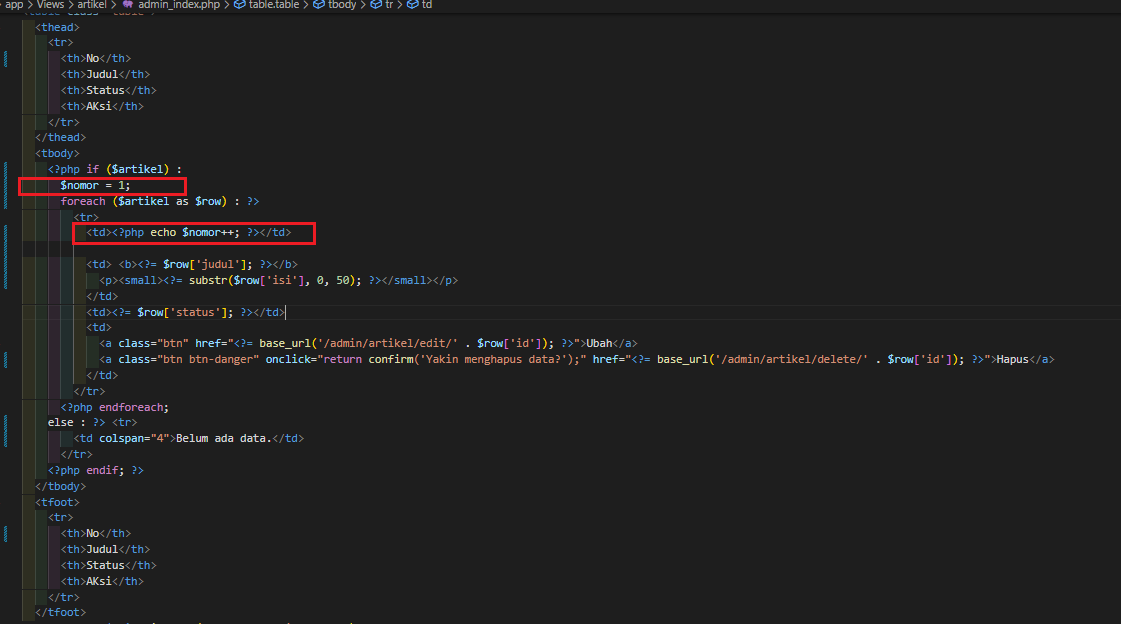 app > Views > artikel > admin_index.php > table.table > tbody > tr > td
<thead>
<tr>
<th>No</th>
<th>Judul</th>
<th>Status</th>
<th>AKsi</th>
</tr>
</thead>
<tbody>
<?php if ($artikel) :
$nomor = 1;
foreach ($artikel as $row) : ?>
<tr>
<td><?php echo $nomor++; ?></td>
<td> <b><?= $row['judul']; ?></b>
<p><small><?= substr($row['isi'], 0, 50); ?></small></p>
</td>
<td><?= $row['status']; ?></td>
<td>
<a class="btn" href="<?= base_url('/admin/artikel/edit/' . $row['id']); ?>">Ubah</a>
<a class="btn btn-danger" onclick="return confirm('Yakin menghapus data?');" href="<?= base_url('/admin/artikel/delete/' . $row['id']); ?>">Hapus</a>
</td>
</tr>
<?php endforeach;
else : ?> <tr>
<td colspan="4">Belum ada data.</td>
</tr>
<?php endif; ?>
</tbody>
<tfoot>
<tr>
<th>No</th>
<th>Judul</th>
<th>Status</th>
<th>AKsi</th>
</tr>
</tfoot>